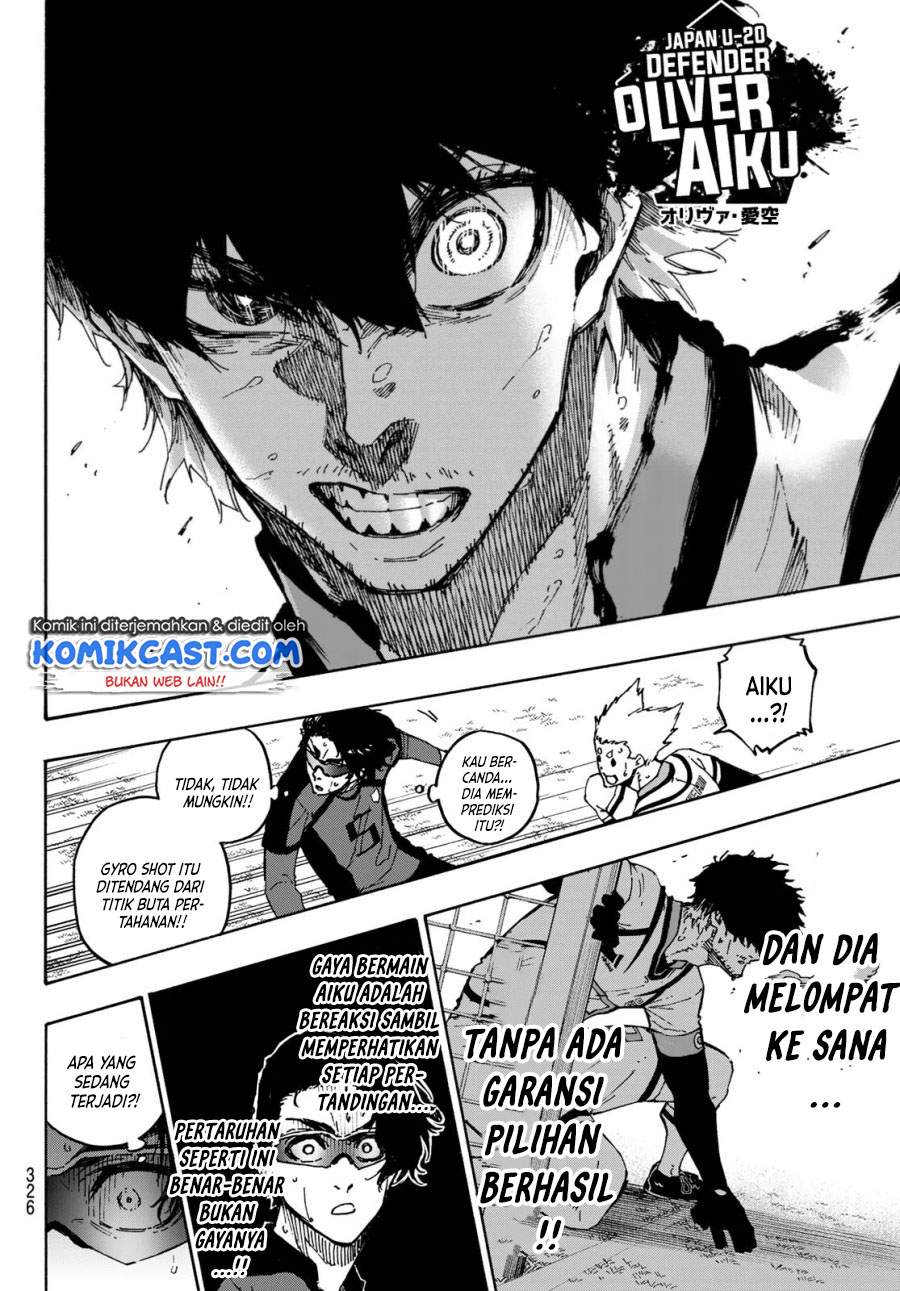 JAPAN U-20
DEFENDER
OLIVER
AIKU
オリヴァ・愛空
Komik ini diterjemahkan & diedit oleh
KOMIKCAST.COM
BUKAN WEB LAIN!!
AIKU
...?!
KAU BER-
CANDA...
DIA MEM-
PREDIKSI
ITU?!
TIDAK, TIDAK
MUNGKIN!!
GYRO SHOT ITU
DITENDANG DARI
TITIK BUTA PER-
TAHANAN!!
DAN DIA
MELOMPAT
KE SANA
...
TANPA ADA
GARANSI
PILIHAN
BERHASIL
!!
GAYA BERMAIN
AIKU ADALAH
BEREAKSI SAMBIL
MEMPERHATIKAN
SETIAP PER-
TANDINGAN...
PERTARUHAN
SEPERTI INI
BENAR-BENAR
BUKAN
GAYANYA
...!!
APA YANG
SEDANG
TERJADI?!
326